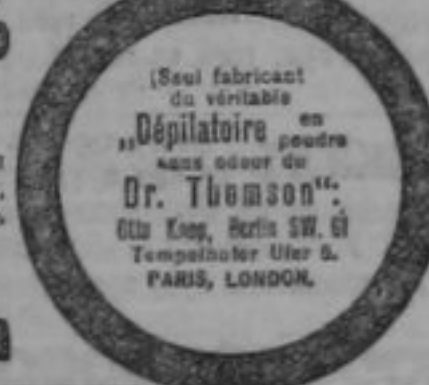 (Seul fabricant
du véritable
„Dépilatoire en poudre
sans odeur du
Dr. Thomson“:
Otto Koop, Berlin SW. 61
Tempelhofer Ufer 5.
PARIS, LONDON.